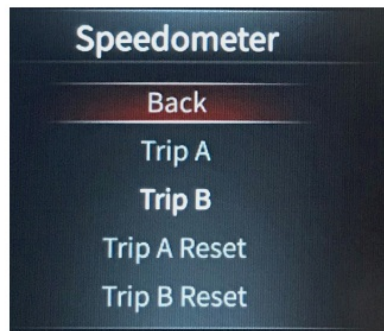 Speedometer
Back
Trip A
Trip B
Trip A Reset
Trip B Reset